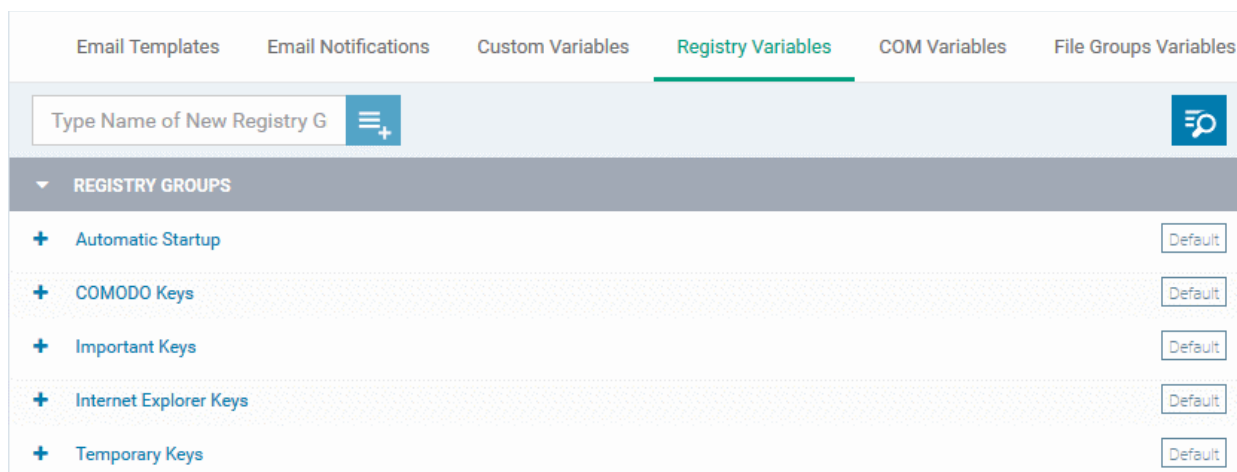 Email Templates Email Notifications Custom Variables Registry Variables COM Variables File Groups Variables
Type Name of New Registry G
REGISTRY GROUPS
Automatic Startup Default
COMODO Keys Default
Important Keys Default
Internet Explorer Keys Default
Temporary Keys Default